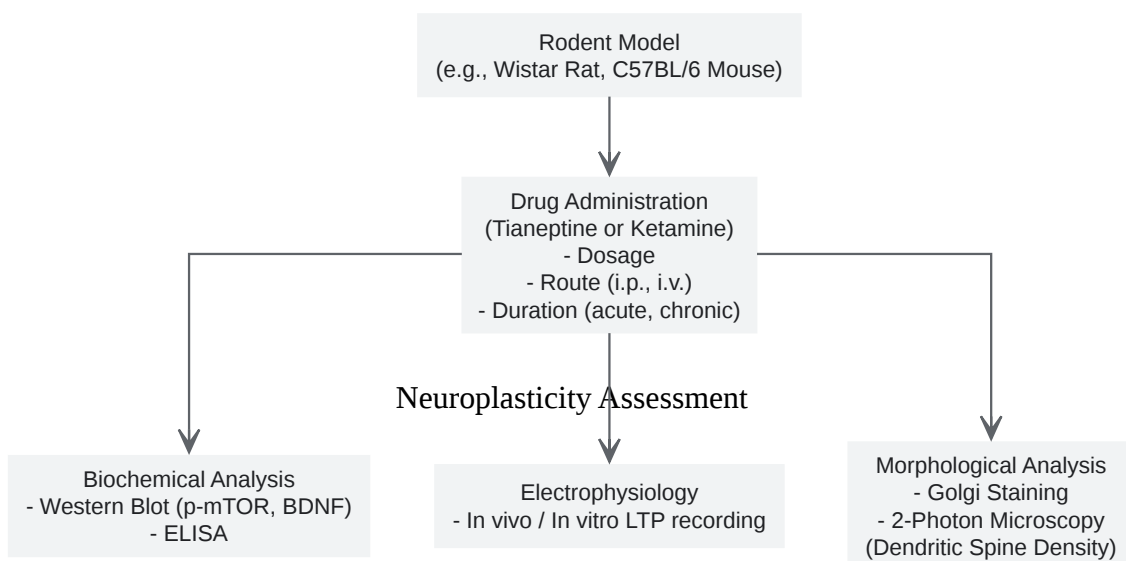 Rodent Model
(e.g., Wistar Rat, C57BL/6 Mouse)
Drug Administration
(Tianeptine or Ketamine)
- Dosage
- Route (i.p., i.v.)
- Duration (acute, chronic)
Neuroplasticity Assessment
Biochemical Analysis
- Western Blot (p-mTOR, BDNF)
- ELISA
Electrophysiology
- In vivo / In vitro LTP recording
Morphological Analysis
- Golgi Staining
- 2-Photon Microscopy
(Dendritic Spine Density)